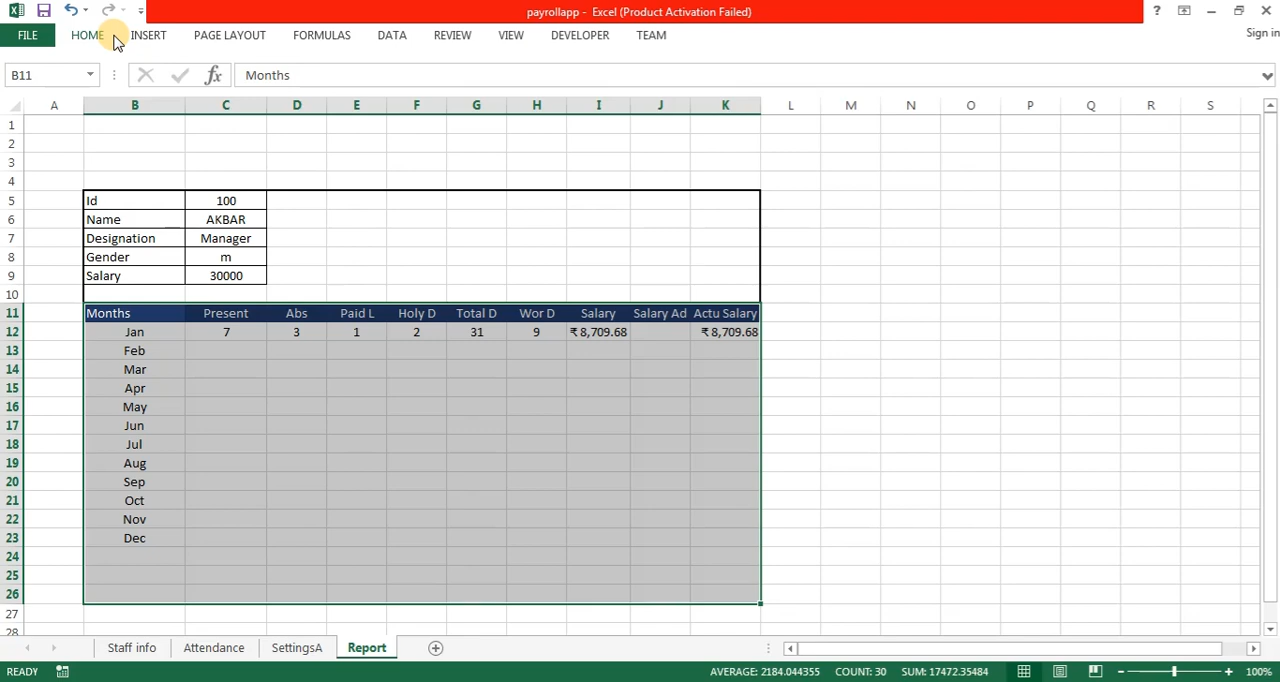 payrollapp - Excel (Product Activation Failed)
?
FILE HOME INSERT PAGE LAYOUT FORMULAS DATA REVIEW VIEW DEVELOPER TEAM Sign in
B11 fx Months
A B C D E F G H I J K L M N O P Q R S
1
2
3
4
5 Id 100
6 Name AKBAR
7 Designation Manager
8 Gender m
9 Salary 30000
10
11 Months Present Abs Paid L Holy D Total D Wor D Salary Salary Ad Actu Salary
12 Jan 7 3 1 2 31 9 ₹ 8,709.68 ₹ 8,709.68
13 Feb
14 Mar
15 Apr
16 May
17 Jun
18 Jul
19 Aug
20 Sep
21 Oct
22 Nov
23 Dec
24
25
26
27
28
Staff info Attendance SettingsA Report
READY AVERAGE: 2184.044355 COUNT: 30 SUM: 17472.35484 100%